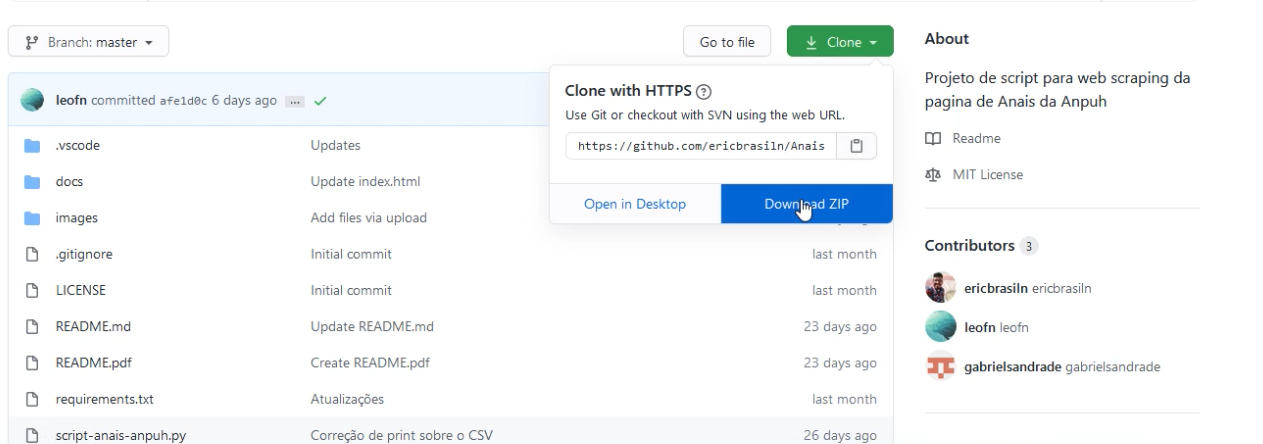 Branch: master
Go to file
Clone
leofn committed afe1d0c 6 days ago ...
.vscode Updates
docs Update index.html
images Add files via upload
.gitignore Initial commit last month
LICENSE Initial commit last month
README.md Update README.md 23 days ago
README.pdf Create README.pdf 23 days ago
requirements.txt Atualizações last month
script-anais-anpuh.py Correção de print sobre o CSV 26 days ago
Clone with HTTPS ?
Use Git or checkout with SVN using the web URL.
https://github.com/ericbrasiln/Anais
Open in Desktop
Download ZIP
About
Projeto de script para web scraping da
pagina de Anais da Anpuh
Readme
MIT License
Contributors 3
ericbrasiln ericbrasiln
leofn leofn
gabrielsandrade gabrielsandrade